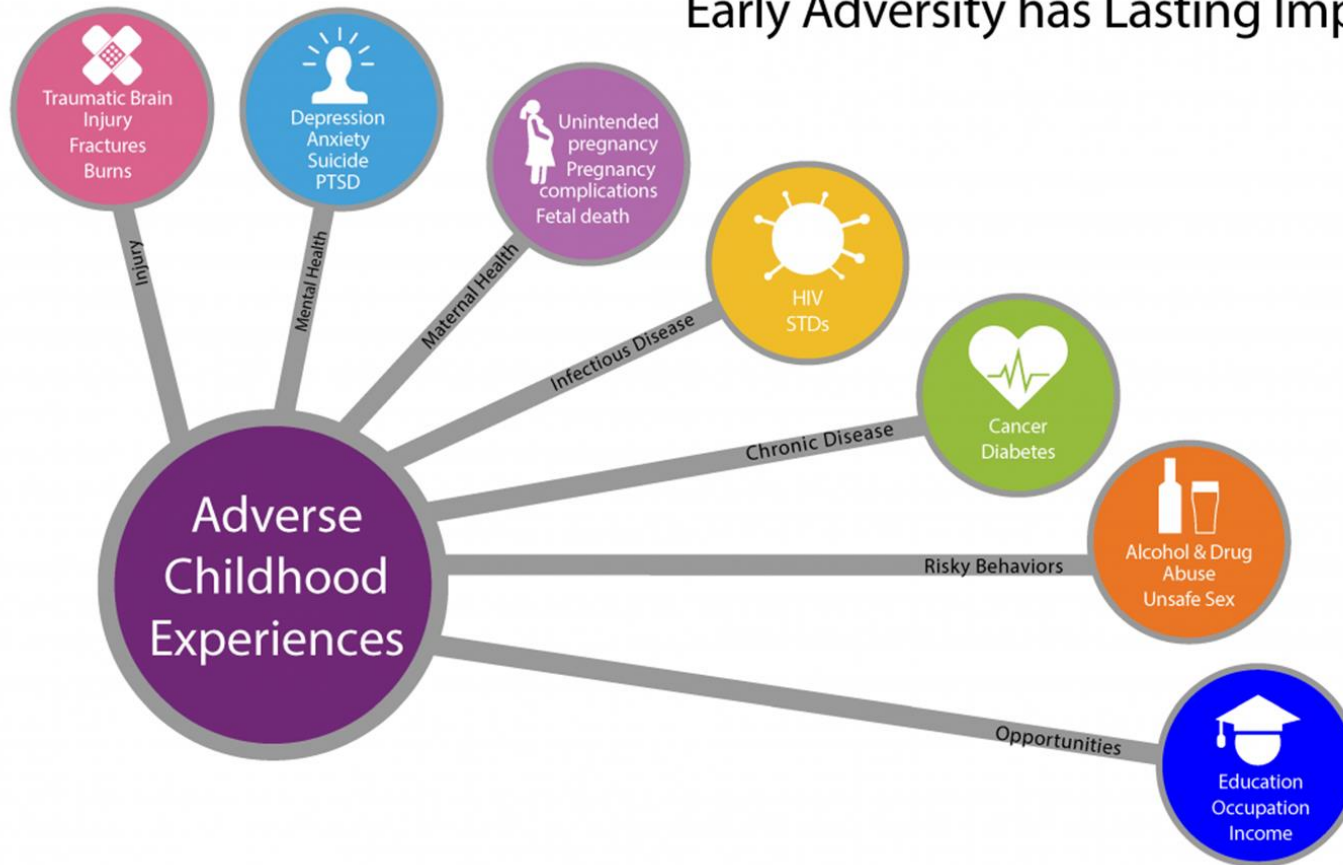 Early Adversity has Lasting
Traumatic Brain
Injury
Fractures
Burns
Depression
Anxiety
Suicide
PTSD
Unintended
pregnancy
Pregnancy
complications
Fetal death
HIV
STDs
Cancer
Diabetes
Alcohol & Drug
Abuse
Unsafe Sex
Education
Occupation
Income
Injury
Mental Health
Maternal Health
Infectious Disease
Chronic Disease
Risky Behaviors
Opportunities
Adverse
Childhood
Experiences